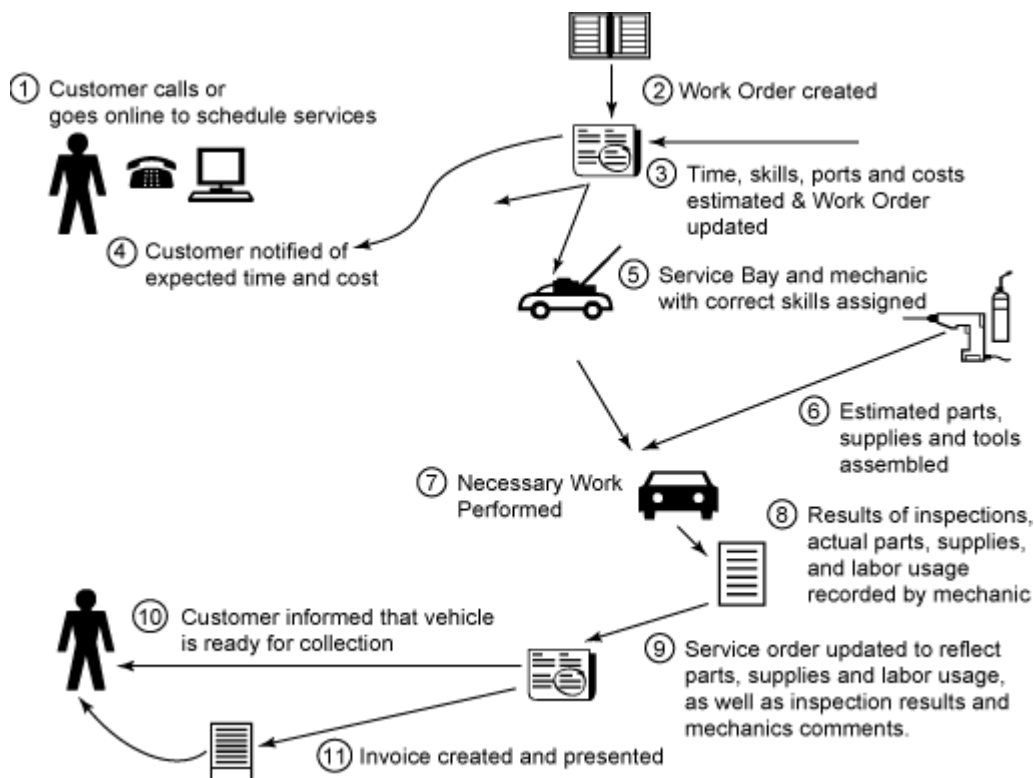 1 Customer calls or
goes online to schedule services
2 Work Order created
3 Time, skills, ports and costs
estimated & Work Order
updated
4 Customer notified of
expected time and cost
5 Service Bay and mechanic
with correct skills assigned
6 Estimated parts,
supplies and tools
assembled
7 Necessary Work
Performed
8 Results of inspections,
actual parts, supplies,
and labor usage
recorded by mechanic
9 Service order updated to reflect
parts, supplies and labor usage,
as well as inspection results and
mechanics comments.
10 Customer informed that vehicle
is ready for collection
11 Invoice created and presented